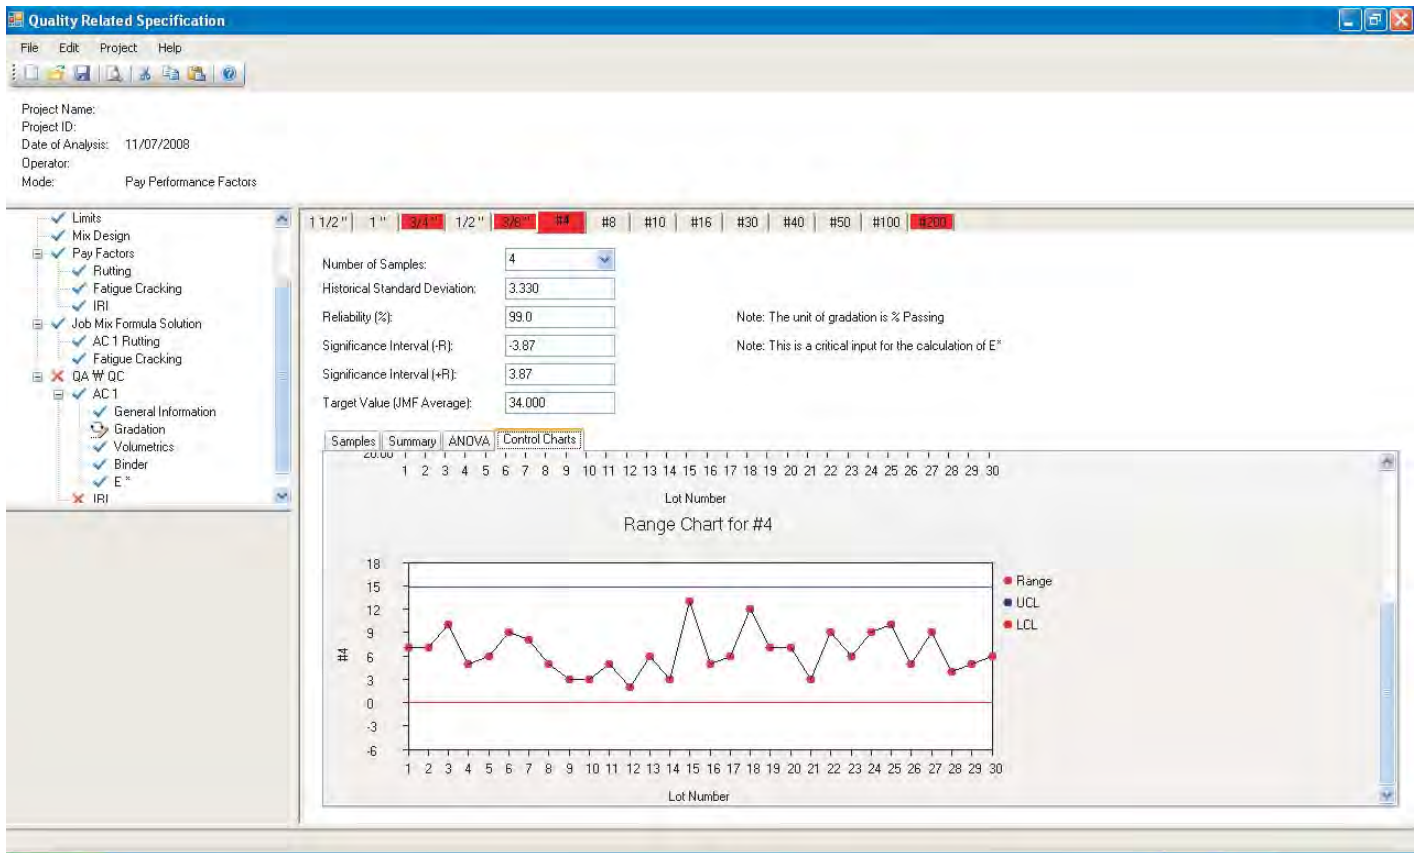 Quality Related Specification
File Edit Project Help
Project Name:
Project ID:
Date of Analysis: 11/07/2008
Operator:
Mode: Pay Performance Factors
Limits
Mix Design
Pay Factors
Rutting
Fatigue Cracking
IRI
Job Mix Formula Solution
AC 1 Rutting
Fatigue Cracking
QA ₩ QC
AC 1
General Information
Gradation
Volumetrics
Binder
E *
IRI
1 1/2 " 1 " 3/4 " 1/2 " 3/8 " #4 #8 #10 #16 #30 #40 #50 #100 #200
Number of Samples: 4
Historical Standard Deviation: 3.330
Reliability (%): 99.0 Note: The unit of gradation is % Passing
Significance Interval (-R): -3.87 Note: This is a critical input for the calculation of E*
Significance Interval (+R): 3.87
Target Value (JMF Average): 34.000
Samples Summary ANOVA Control Charts
20.00
1 2 3 4 5 6 7 8 9 10 11 12 13 14 15 16 17 18 19 20 21 22 23 24 25 26 27 28 29 30
Lot Number
Range Chart for #4
18
15
12
9
6
3
0
-3
-6
#4
Range
UCL
LCL
1 2 3 4 5 6 7 8 9 10 11 12 13 14 15 16 17 18 19 20 21 22 23 24 25 26 27 28 29 30
Lot Number